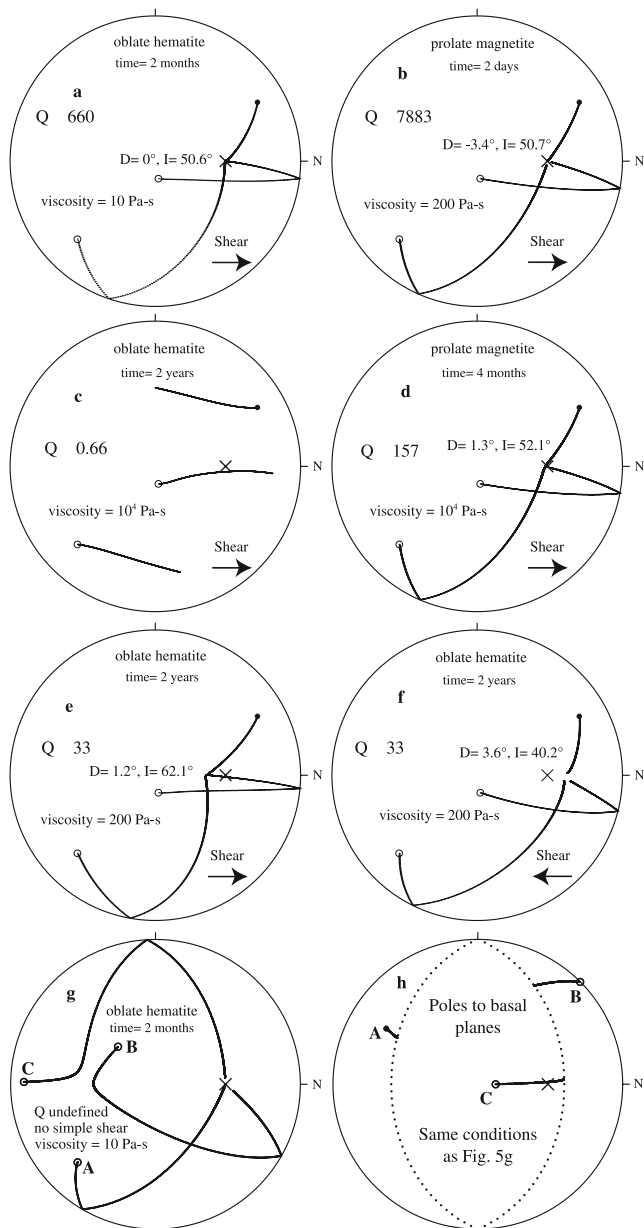 oblate hematite
time= 2 months
a
Q 660
D= 0°, I= 50.6°
N
viscosity = 10 Pa-s
Shear
prolate magnetite
time= 2 days
b
Q 7883
D= -3.4°, I= 50.7°
N
viscosity = 200 Pa-s
Shear
oblate hematite
time= 2 years
c
Q 0.66
N
viscosity = 10⁴ Pa-s
Shear
prolate magnetite
time= 4 months
d
Q 157
D= 1.3°, I= 52.1°
N
viscosity = 10⁴ Pa-s
Shear
oblate hematite
time= 2 years
e
Q 33
D= 1.2°, I= 62.1°
N
viscosity = 200 Pa-s
Shear
oblate hematite
time= 2 years
f
Q 33
D= 3.6°, I= 40.2°
N
viscosity = 200 Pa-s
Shear
g
oblate hematite
time= 2 months
B
C
N
Q undefined
no simple shear
viscosity = 10 Pa-s
A
h
B
Poles to basal
planes
A
N
C
Same conditions
as Fig. 5g